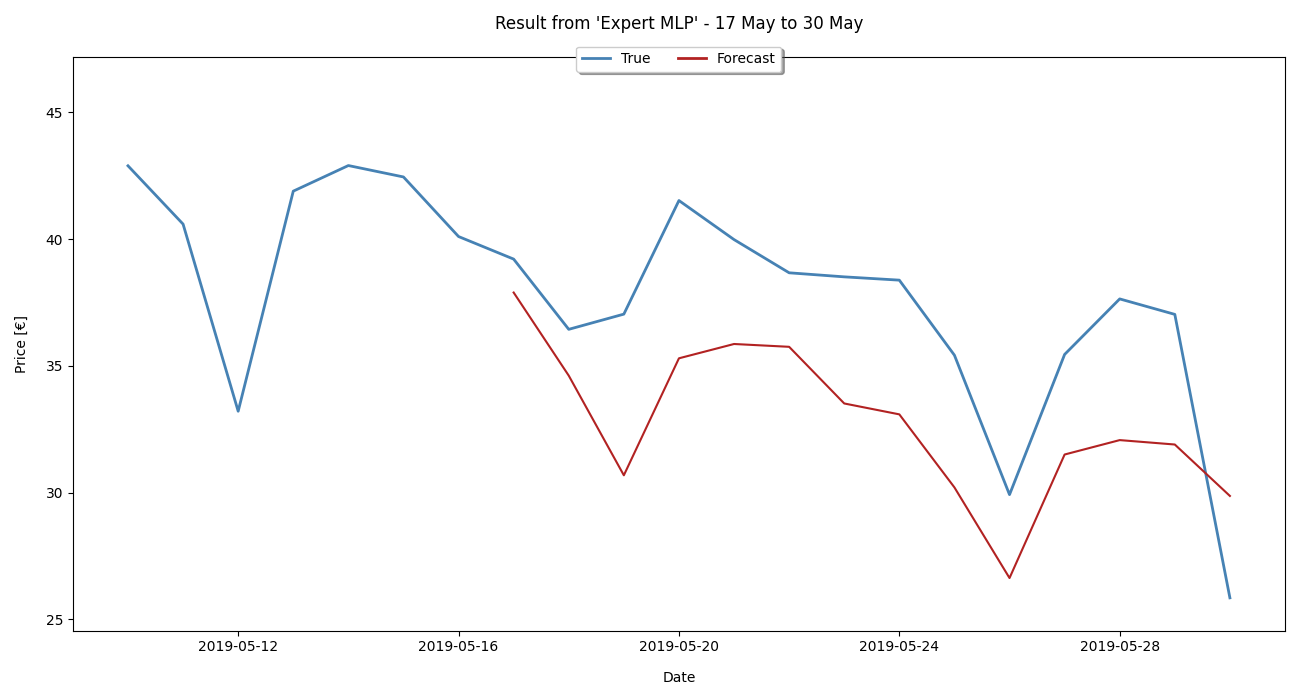 Result from 'Expert MLP' - 17 May to 30 May
True Forecast
45
40
35
30
25
Price [€]
2019-05-12 2019-05-16 2019-05-20 2019-05-24 2019-05-28
Date